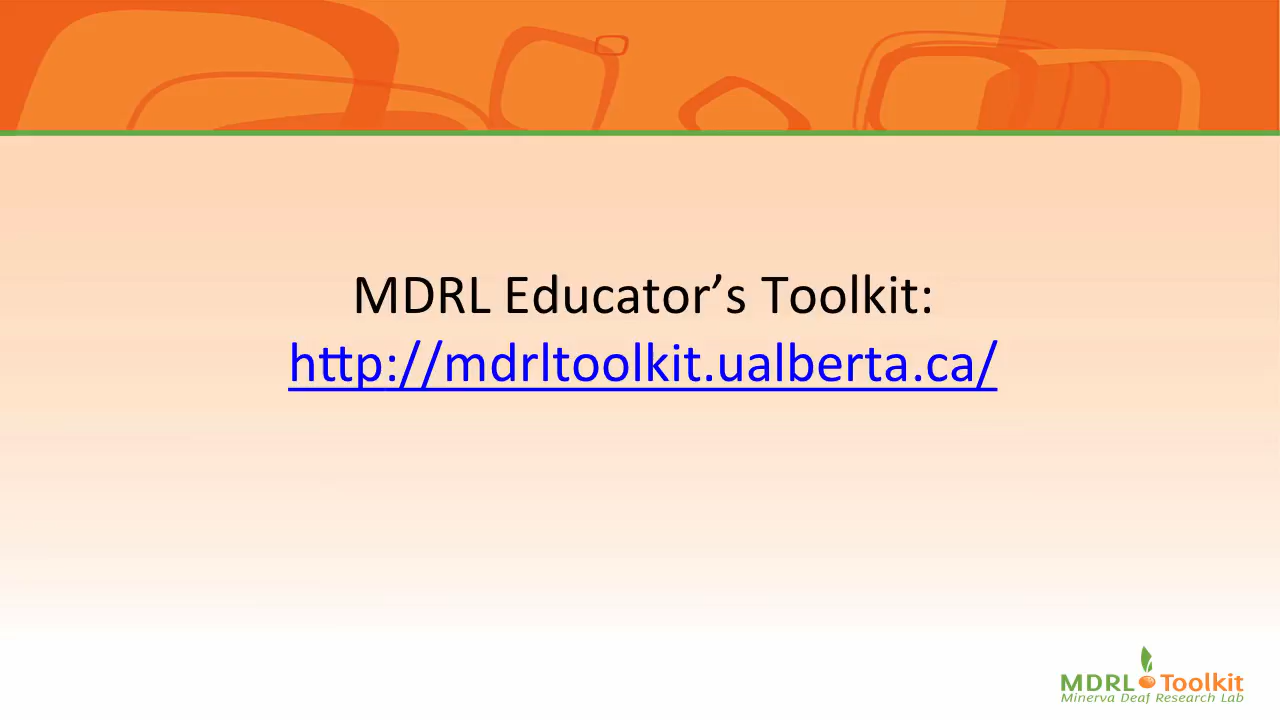 MDRL Educator’s Toolkit:
http://mdrltoolkit.ualberta.ca/
MDRL Toolkit
Minerva Deaf Research Lab